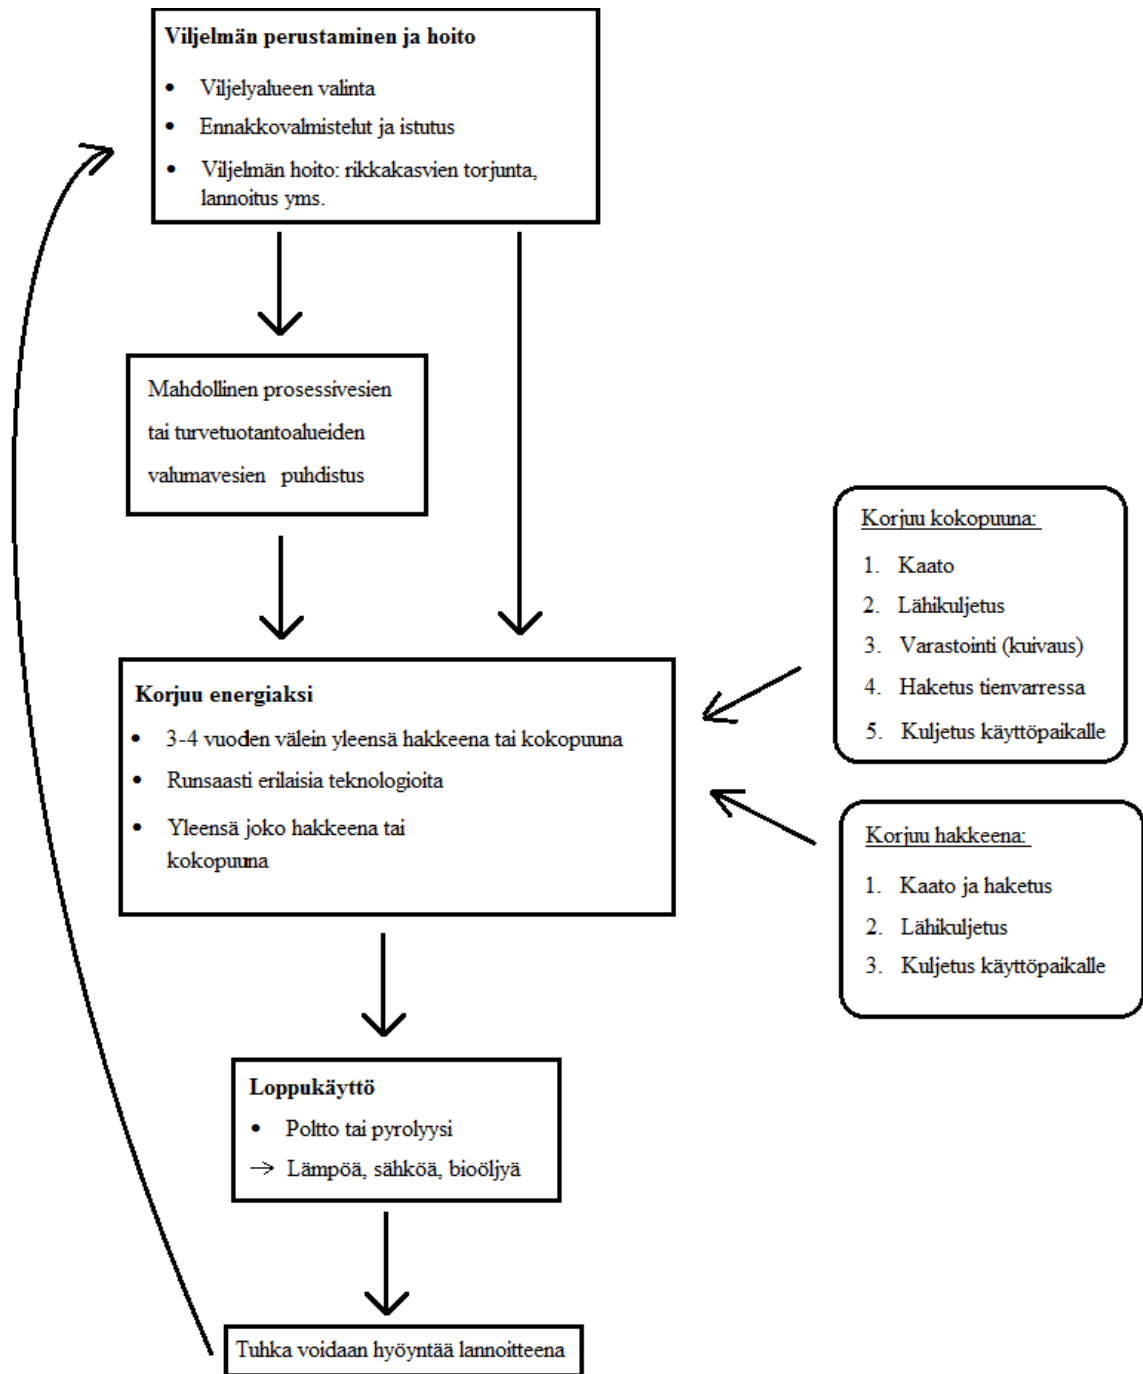 Viljelmän perustaminen ja hoito
• Viljelyalueen valinta
• Ennakkovalmistelut ja istutus
• Viljelmän hoito: rikkakasvien torjunta,
lannoitus yms.
Mahdollinen prosessivesien
tai turvetuotantoalueiden
valumavesien puhdistus
Korjuu energiaksi
• 3-4 vuoden välein yleensä hakkeena tai kokopuuna
• Runsaasti erilaisia teknologioita
• Yleensä joko hakkeena tai
kokopuuna
Korjuu kokopuuna:
1. Kaato
2. Lähikuljetus
3. Varastointi (kuivaus)
4. Haketus tienvarressa
5. Kuljetus käyttöpaikalle
Korjuu hakkeena:
1. Kaato ja haketus
2. Lähikuljetus
3. Kuljetus käyttöpaikalle
Loppukäyttö
• Poltto tai pyrolyysi
→ Lämpöä, sähköä, bioöljyä
Tuhka voidaan hyöyntää lannoitteena